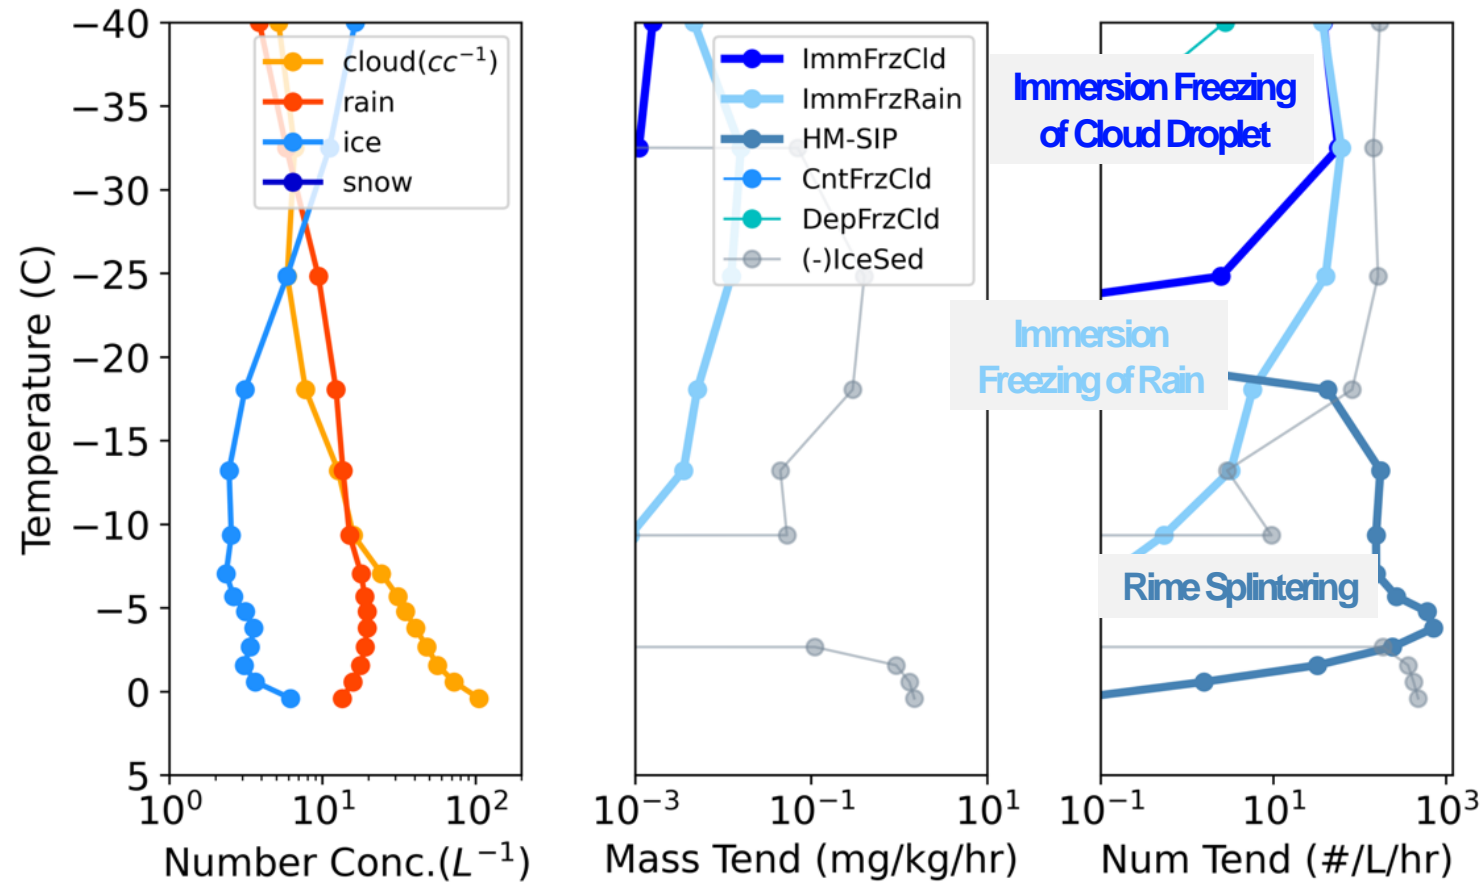 Temperature (C)
−40
−35
−30
−25
−20
−15
−10
−5
0
5
cloud(cc⁻¹)
rain
ice
snow
10⁰
10¹
10²
Number Conc.(L⁻¹)
ImmFrzCld
ImmFrzRain
HM-SIP
CntFrzCld
DepFrzCld
(-)IceSed
10⁻³
10⁻¹
10¹
Mass Tend (mg/kg/hr)
Immersion Freezing
of Cloud Droplet
Immersion
Freezing of Rain
Rime Splintering
10⁻¹
10¹
10³
Num Tend (#/L/hr)